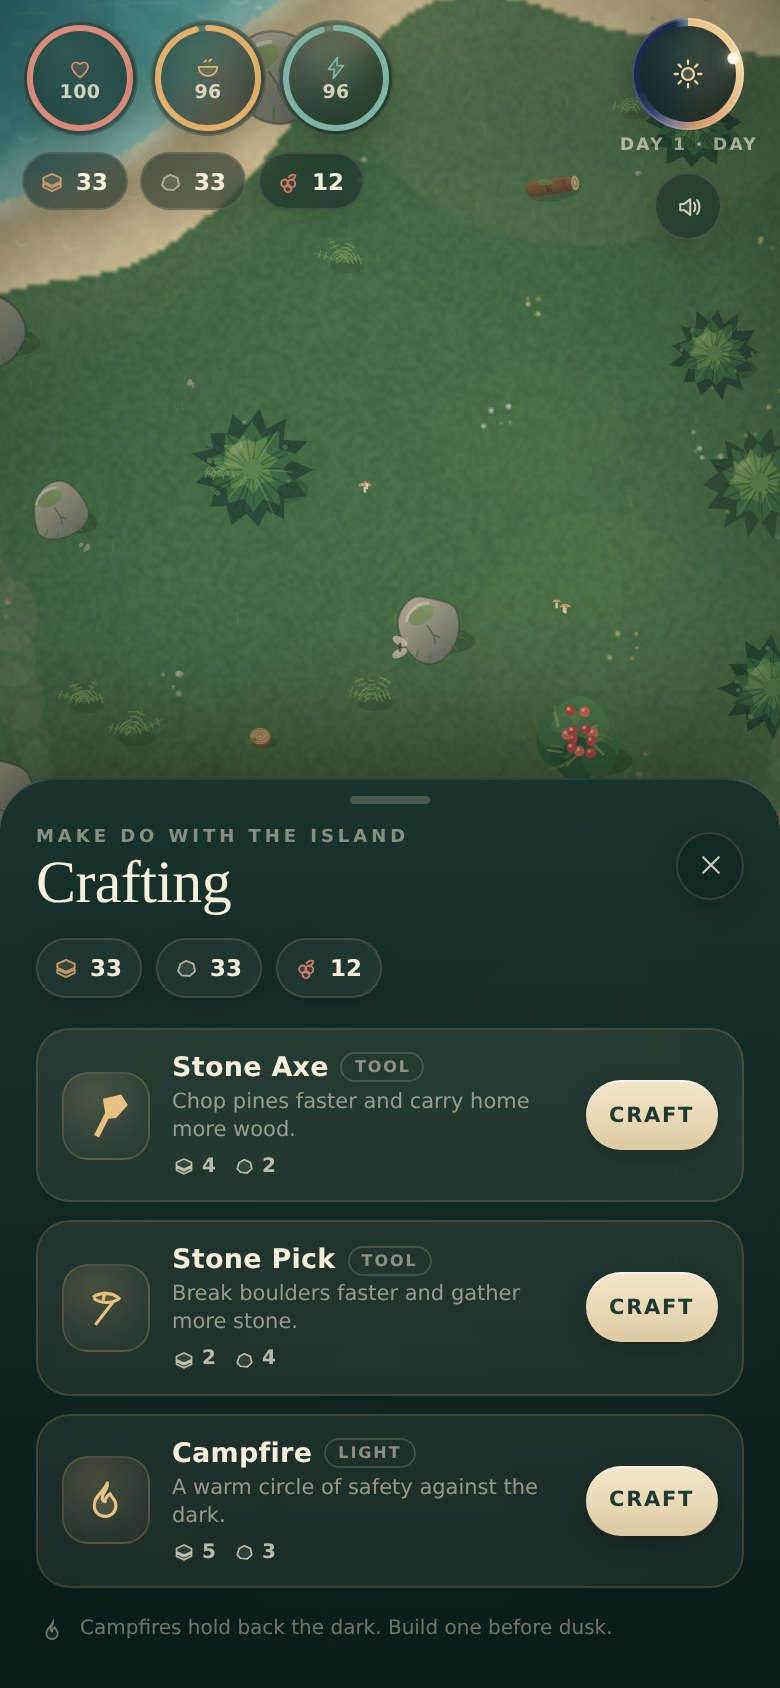 100
96
96
DAY 1 · DAY
33
33
12
MAKE DO WITH THE ISLAND
Crafting
33
33
12
Stone Axe TOOL
Chop pines faster and carry home
more wood.
4 2
CRAFT
Stone Pick TOOL
Break boulders faster and gather
more stone.
2 4
CRAFT
Campfire LIGHT
A warm circle of safety against the
dark.
5 3
CRAFT
Campfires hold back the dark. Build one before dusk.